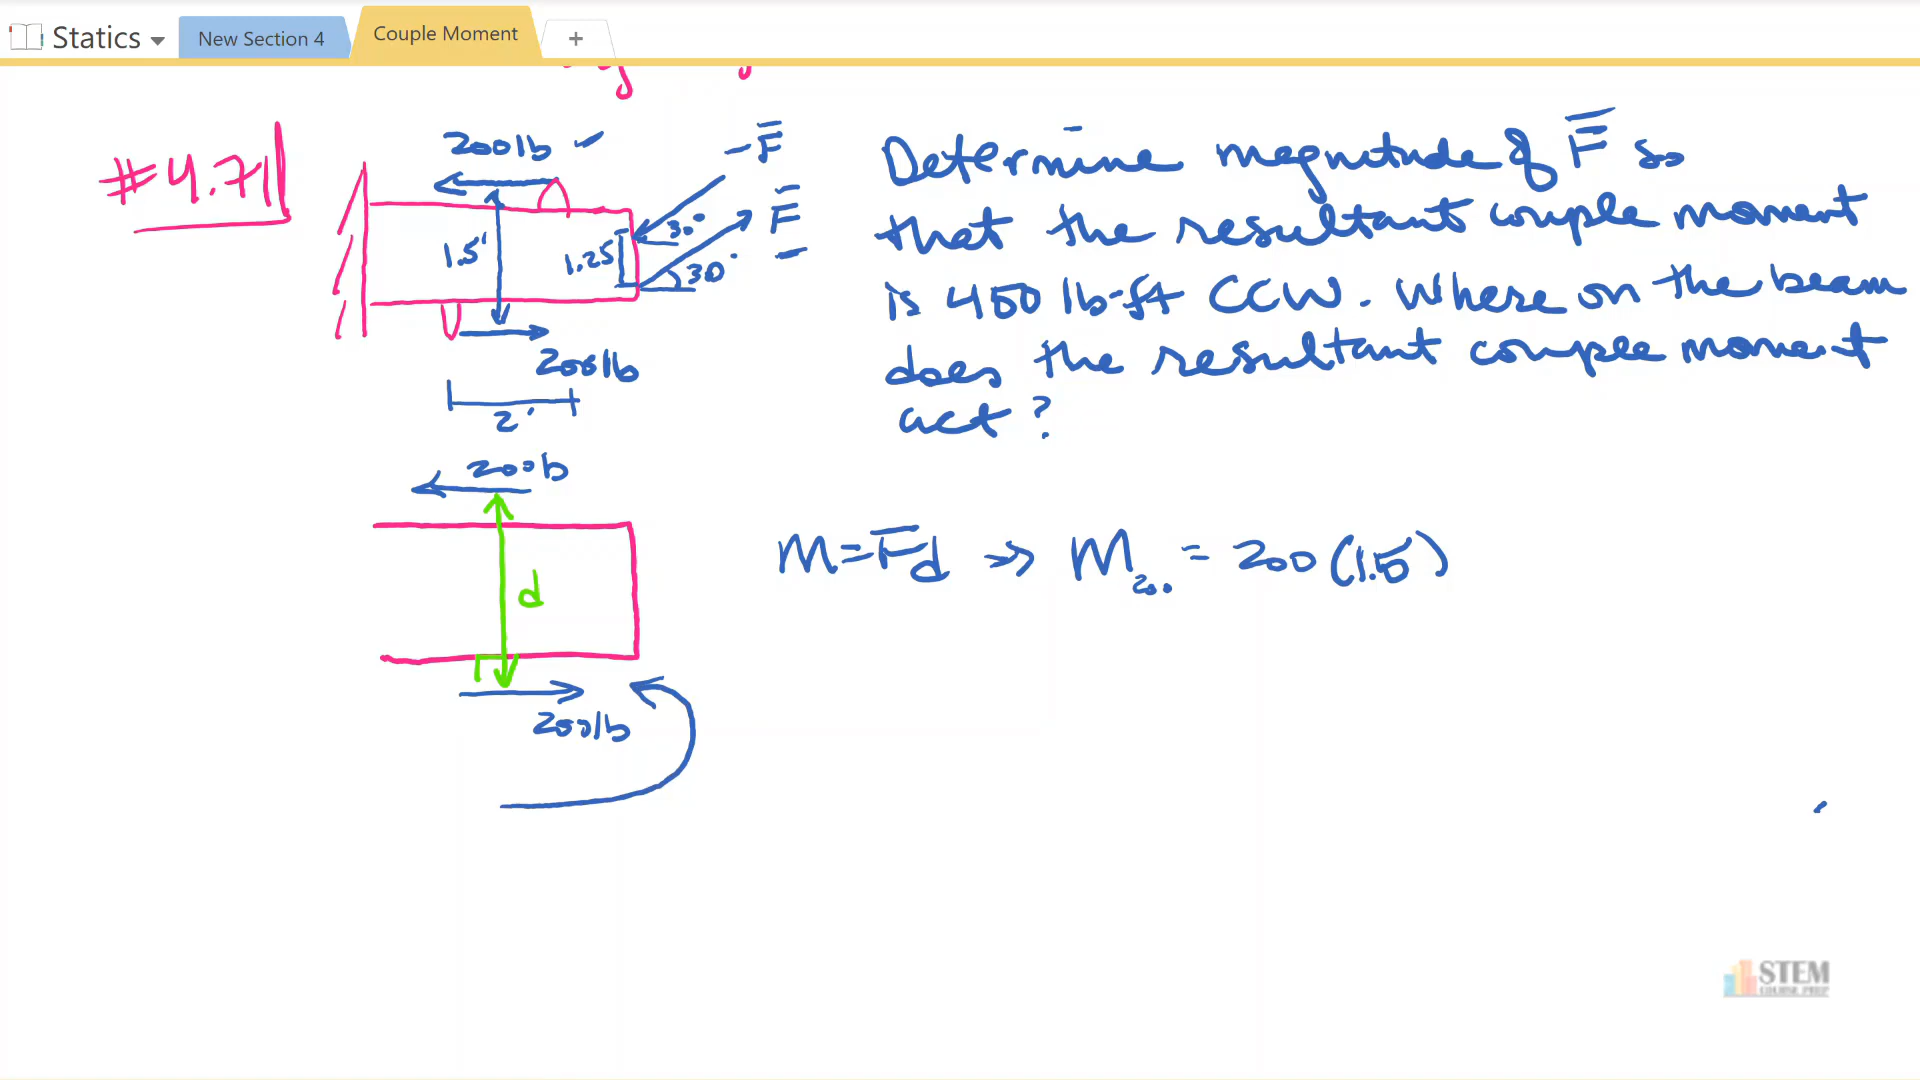 Statics
New Section 4
Couple Moment
+
#4.71
200lb
-F̅
F̅
30°
1.5'
1.25
30°
200lb
2'
Determine magnitude of F̅ so
that the resultant couple moment
is 450 lb-ft CCW. Where on the beam
does the resultant couple moment
act?
200lb
d
200lb
M = F̅d => M₂₀₀ = 200(1.5)
STEM
COURSE PREP